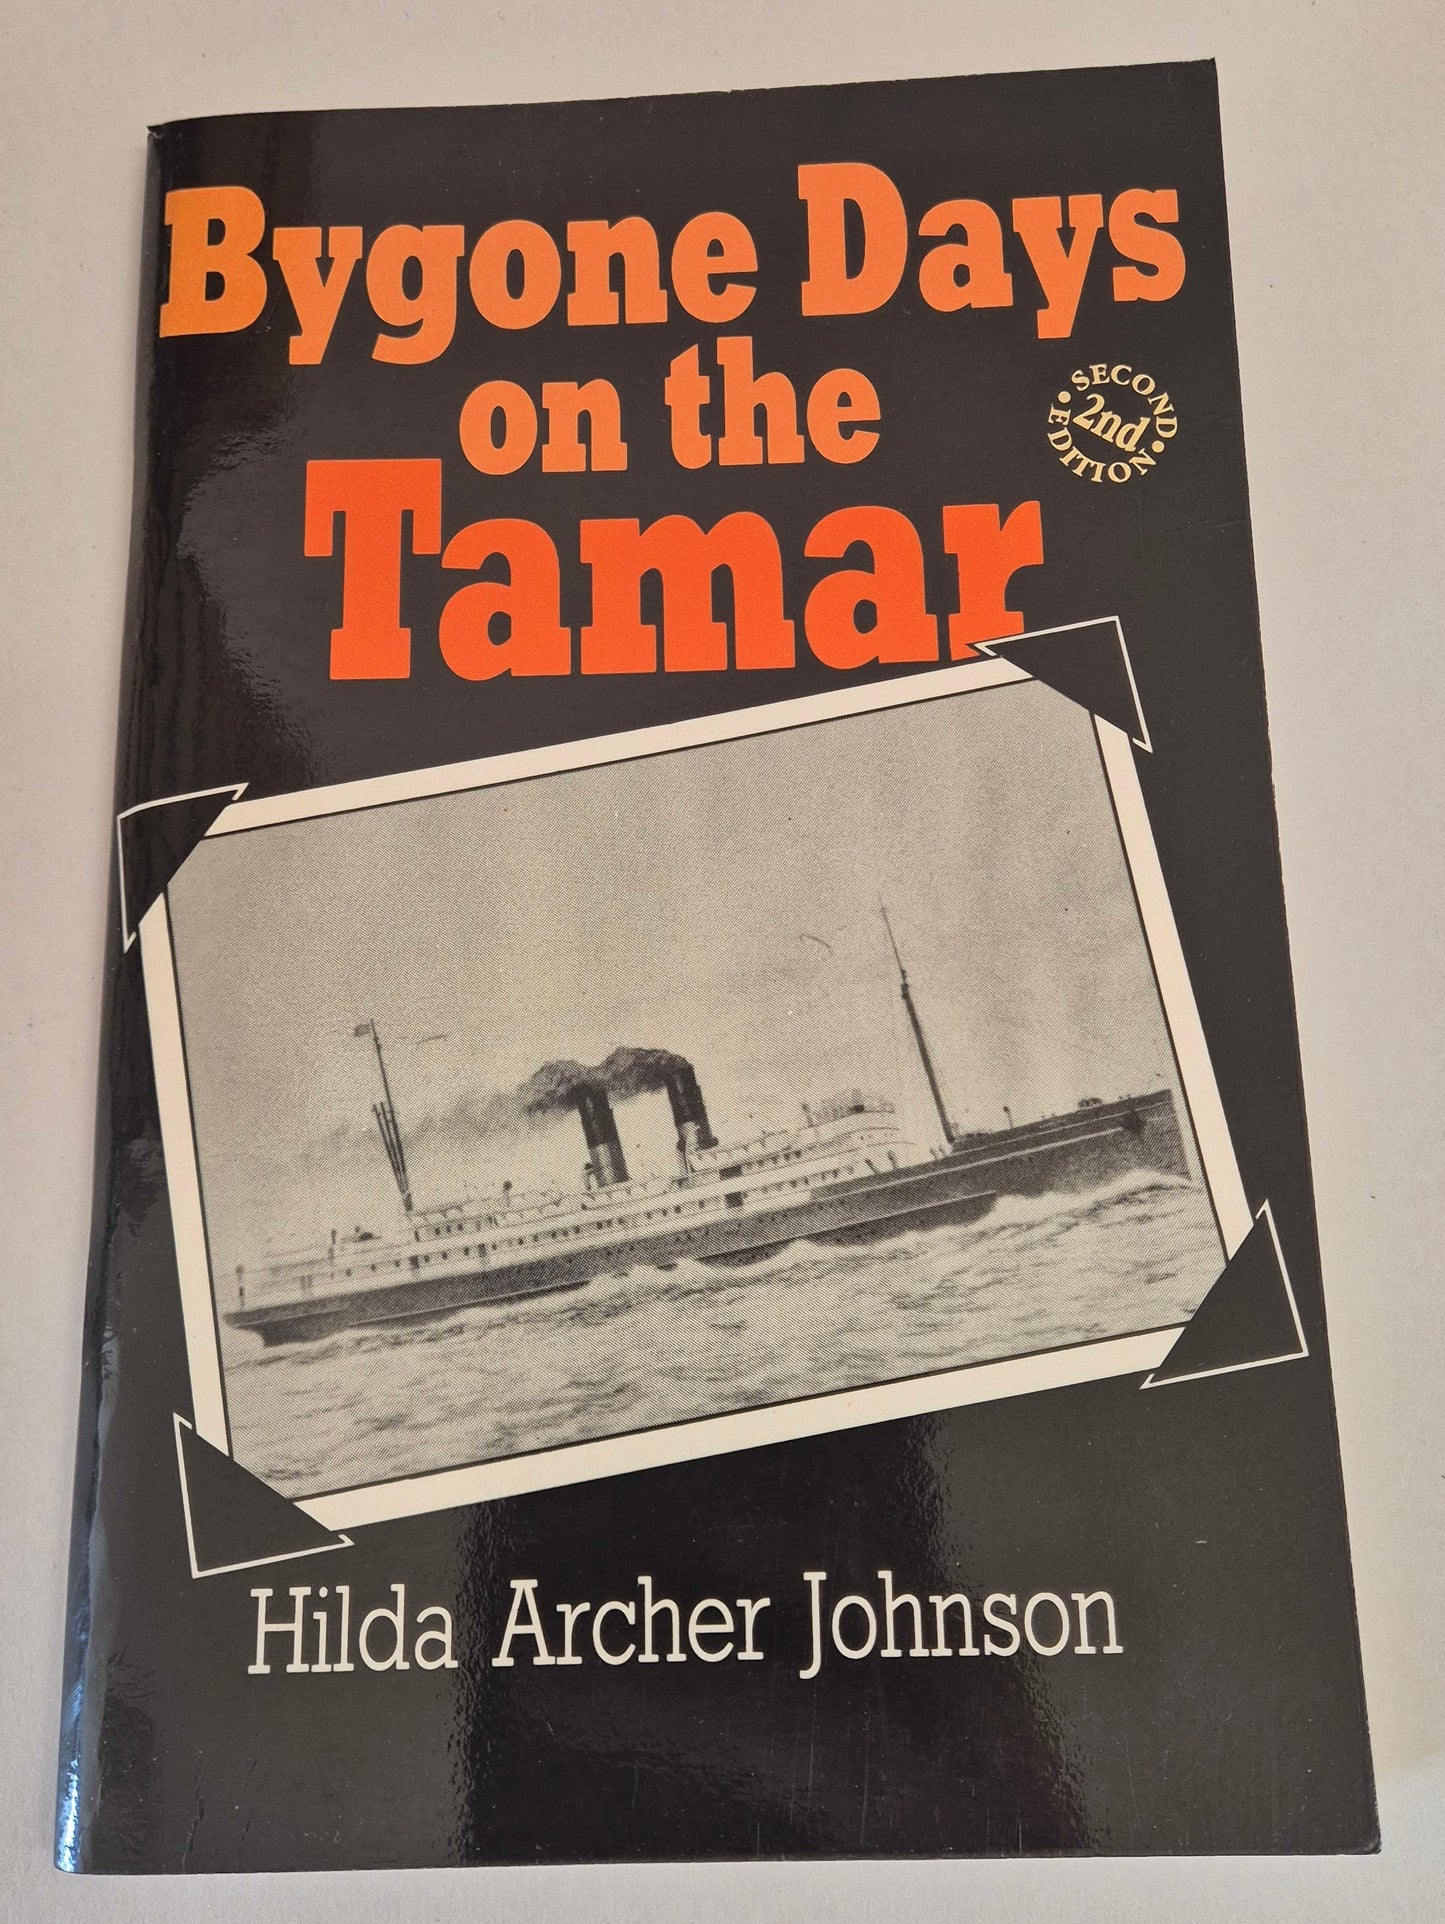 Bygone Days
on the
Tamar
SECOND
2nd
EDITION
Hilda Archer Johnson